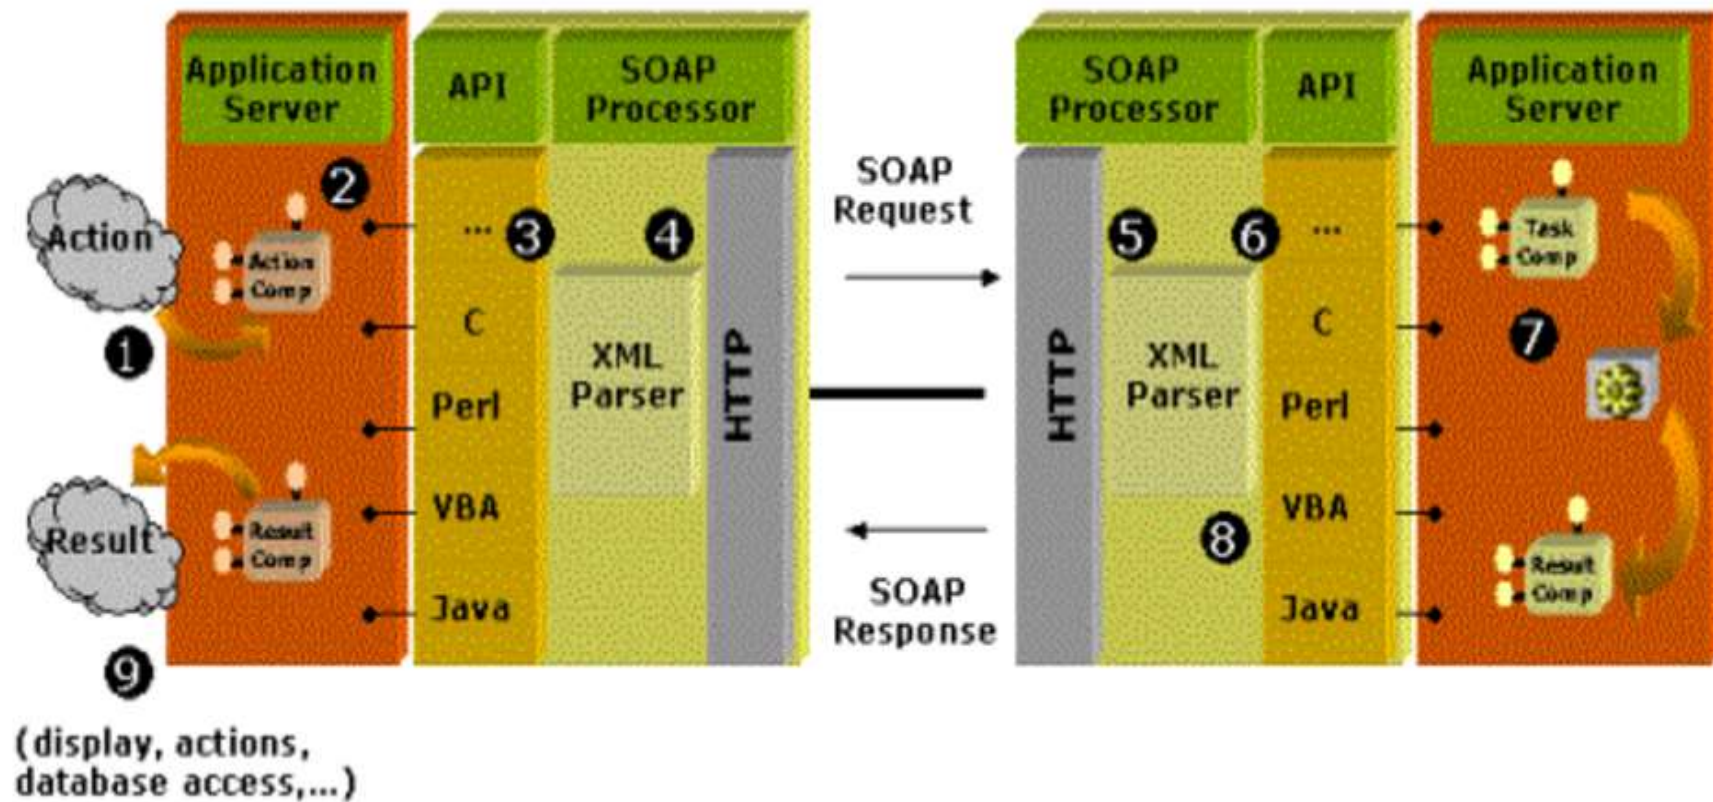 Application
Server
API
SOAP
Processor
SOAP
Processor
API
Application
Server
Action
1
2
Action
Comp
...
3
4
C
XML
Parser
Perl
VBA
Java
HTTP
SOAP
Request
SOAP
Response
HTTP
5
6
XML
Parser
8
...
C
Perl
VBA
Java
Task
Comp
7
Result
Comp
Result
Result
Comp
9
(display, actions,
database access,...)